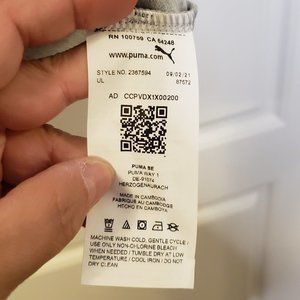 RN 100759 CA 64248
www.puma.com
STYLE NO. 2367594 09/02/21
UL 87672
AD CCPVDX1X00200
PUMA SE
PUMA WAY 1
DE-91074
HERZOGENAURACH
MADE IN CAMBODIA
FABRIQUÉ AU CAMBODGE
HECHO EN CAMBOYA
MACHINE WASH COLD, GENTLE CYCLE /
USE ONLY NON-CHLORINE BLEACH
WHEN NEEDED / TUMBLE DRY AT LOW
TEMPERATURE / COOL IRON / DO NOT
DRY CLEAN